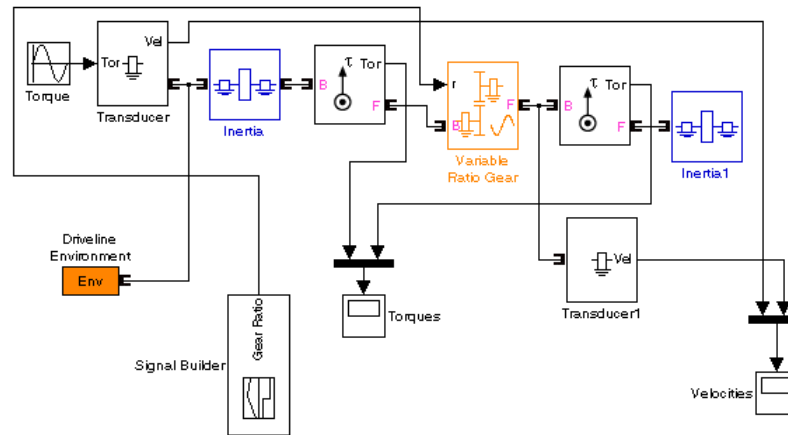 Vel
Tor
Torque
Transducer
Inertia
τ
Tor
B
F
r
B
F
Variable
Ratio Gear
τ
Tor
B
F
Inertia1
Driveline
Environment
Env
Vel
Transducer1
Torques
Gear Ratio
Signal Builder
Velocities